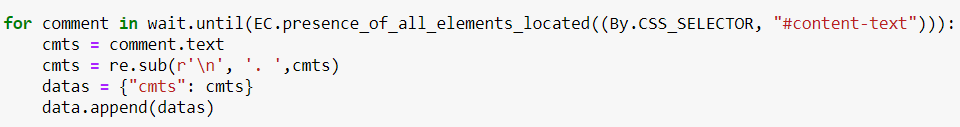 for comment in wait.until(EC.presence_of_all_elements_located((By.CSS_SELECTOR, "#content-text"))):
    cmts = comment.text
    cmts = re.sub(r'\n', '. ',cmts)
    datas = {"cmts": cmts}
    data.append(datas)